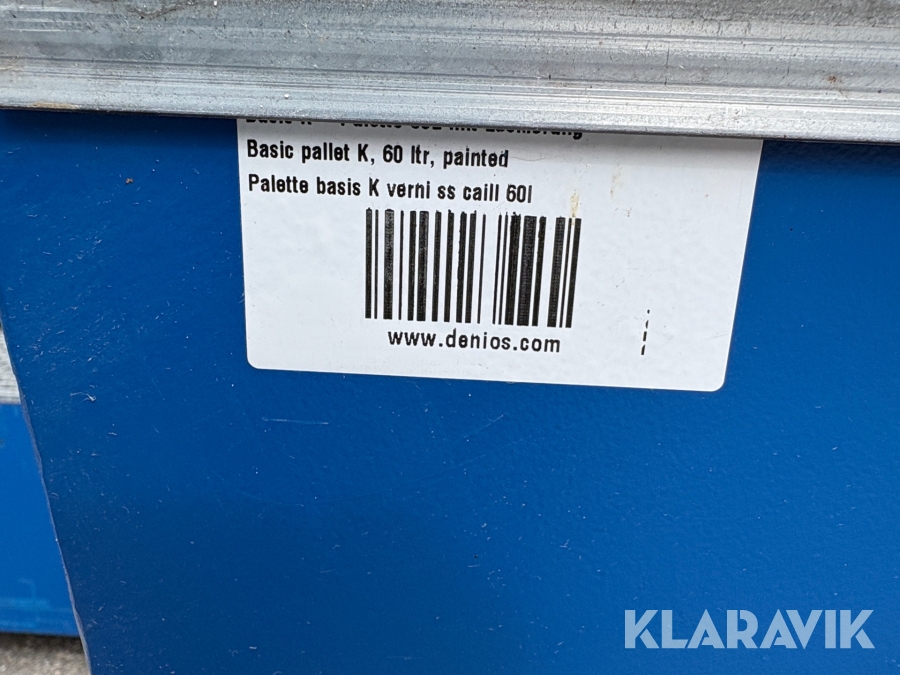 Basic pallet K, 60 ltr, painted
Palette basis K verni ss caill 60l
www.denios.com
KLARAVIK